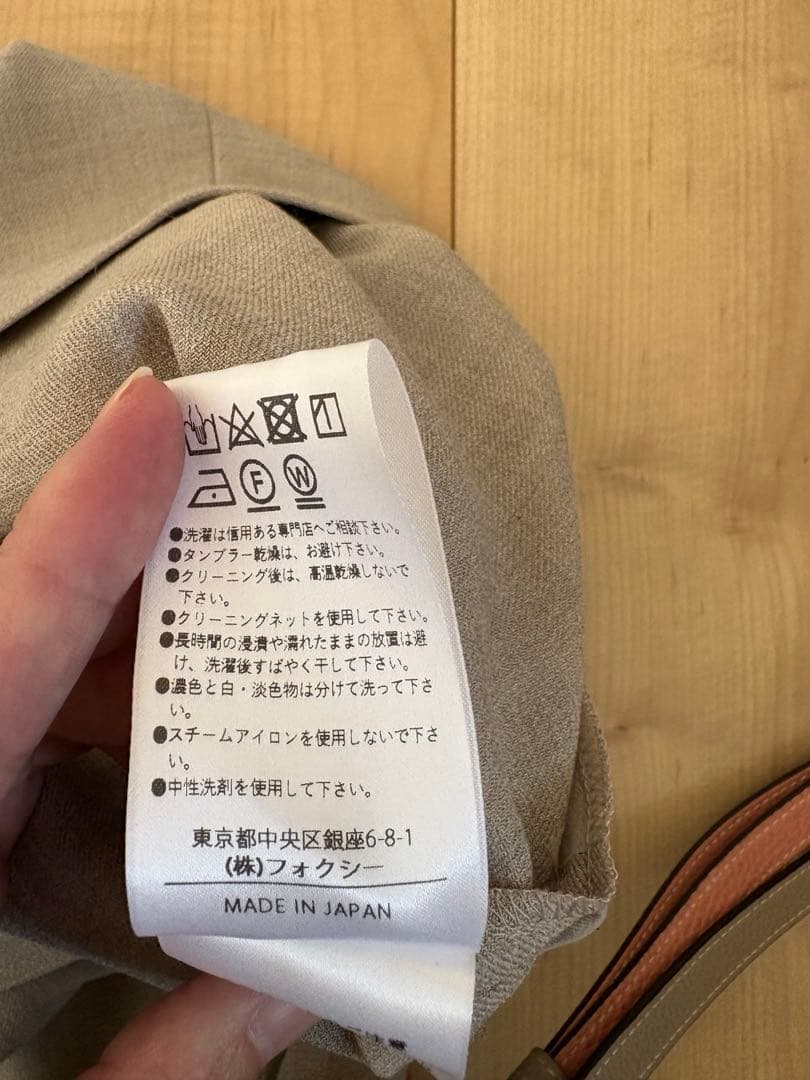 F W
●洗濯は信用ある専門店へご相談下さい。
●タンブラー乾燥は、お避け下さい。
●クリーニング後は、高温乾燥しないで
下さい。
●クリーニングネットを使用して下さい。
●長時間の浸漬や濡れたままの放置は避
け、洗濯後すばやく干して下さい。
●濃色と白・淡色物は分けて洗って下さ
い。
●スチームアイロンを使用しないで下さ
い。
●中性洗剤を使用して下さい。
東京都中央区銀座6-8-1
(株)フォクシー
MADE IN JAPAN